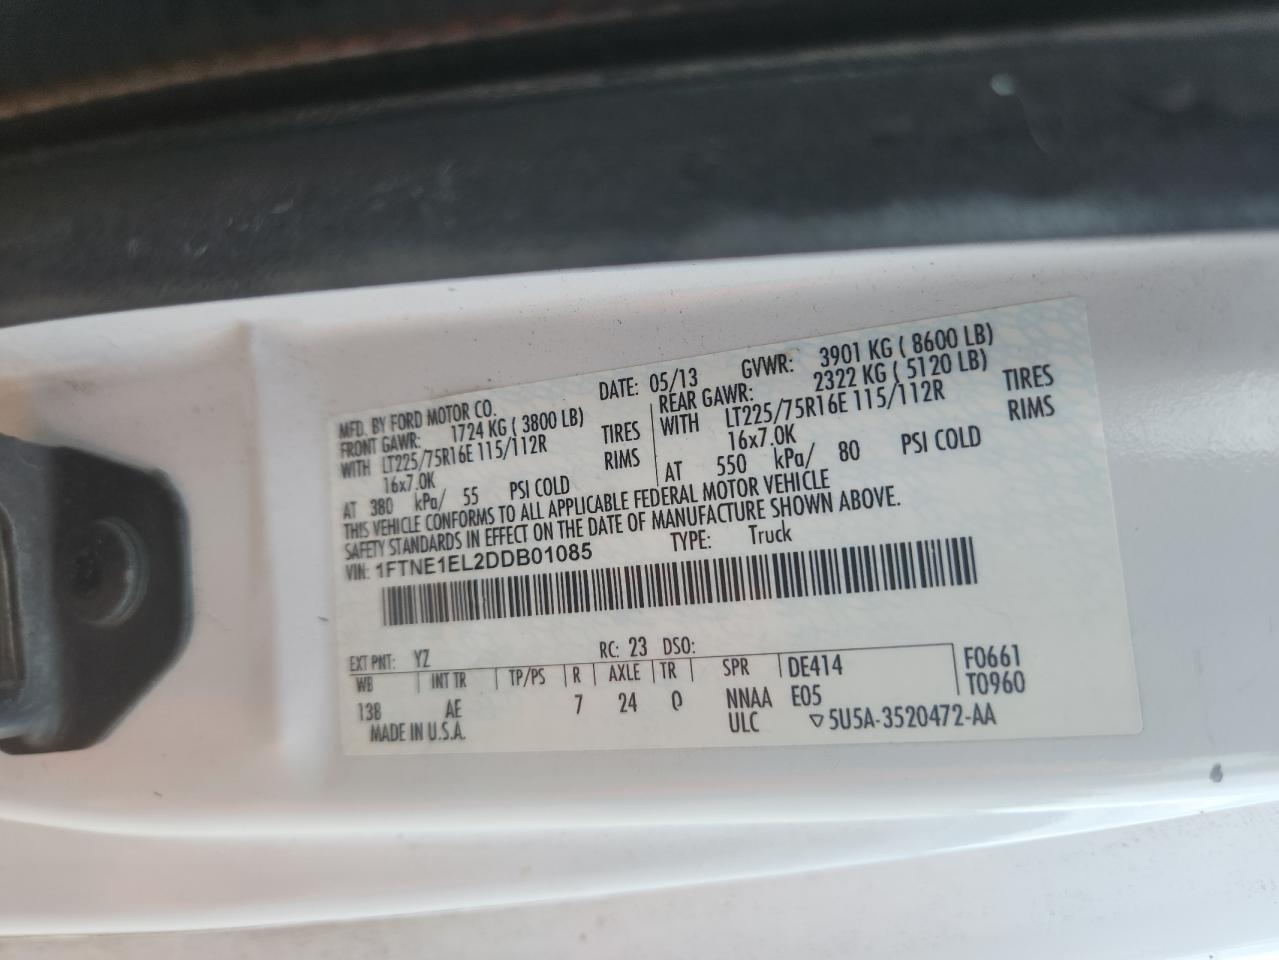 MFD. BY FORD MOTOR CO. DATE: 05/13 GVWR: 3901 KG ( 8600 LB)
FRONT GAWR: 1724 KG ( 3800 LB) REAR GAWR: 2322 KG ( 5120 LB)
WITH LT225/75R16E 115/112R TIRES WITH LT225/75R16E 115/112R TIRES
16x7.0K RIMS 16x7.0K RIMS
AT 380 kPa/ 55 PSI COLD AT 550 kPa/ 80 PSI COLD
THIS VEHICLE CONFORMS TO ALL APPLICABLE FEDERAL MOTOR VEHICLE
SAFETY STANDARDS IN EFFECT ON THE DATE OF MANUFACTURE SHOWN ABOVE.
VIN: 1FTNE1EL2DDB01085 TYPE: Truck
EXT PNT: YZ RC: 23 DSO:
WB INT TR TP/PS R AXLE TR SPR DE414 F0661
138 AE 7 24 0 NNAA E05 T0960
MADE IN U.S.A. ULC ▽5U5A-3520472-AA